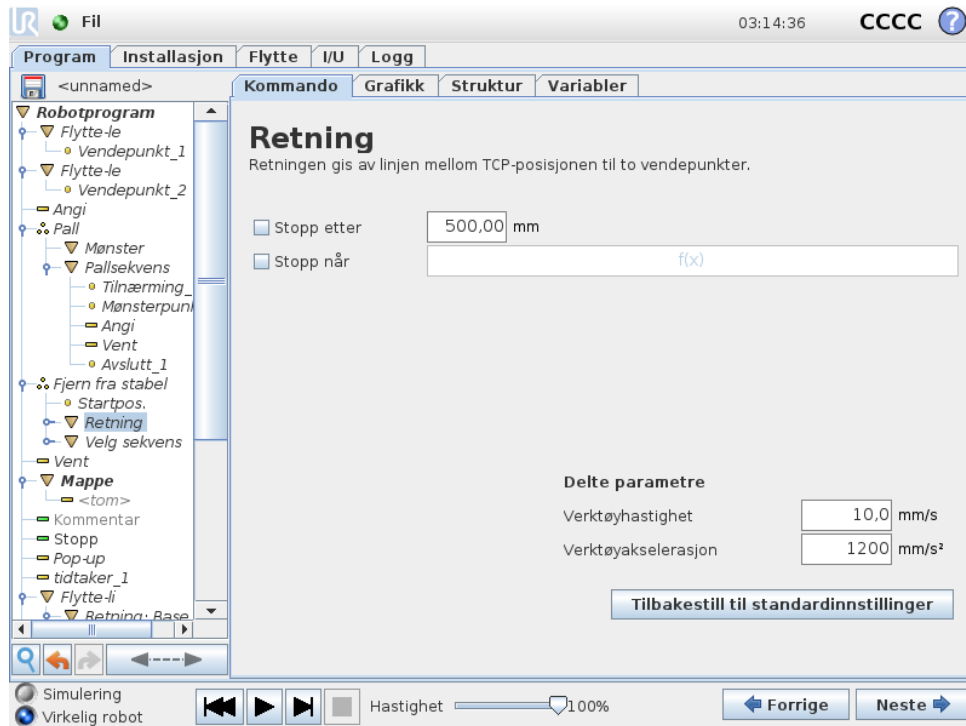 UR Fil 03:14:36 CCCC ?
Program Installasjon Flytte I/U Logg
<unnamed>
Kommando Grafikk Struktur Variabler
Robotprogram
Flytte-le
Vendepunkt_1
Flytte-le
Vendepunkt_2
Angi
Pall
Mønster
Pallsekvens
Tilnærming_
Mønsterpun
Angi
Vent
Avslutt_1
Fjern fra stabel
Startpos.
Retning
Velg sekvens
Vent
Mappe
<tom>
Kommentar
Stopp
Pop-up
tidtaker_1
Flytte-li
Retning: Base
Retning
Retningen gis av linjen mellom TCP-posisjonen til to vendepunkter.
Stopp etter 500,00 mm
Stopp når f(x)
Delte parametre
Verktøyhastighet 10,0 mm/s
Verktøyakselerasjon 1200 mm/s²
Tilbakestill til standardinnstillinger
Simulering
Virkelig robot
Hastighet 100%
Forrige Neste